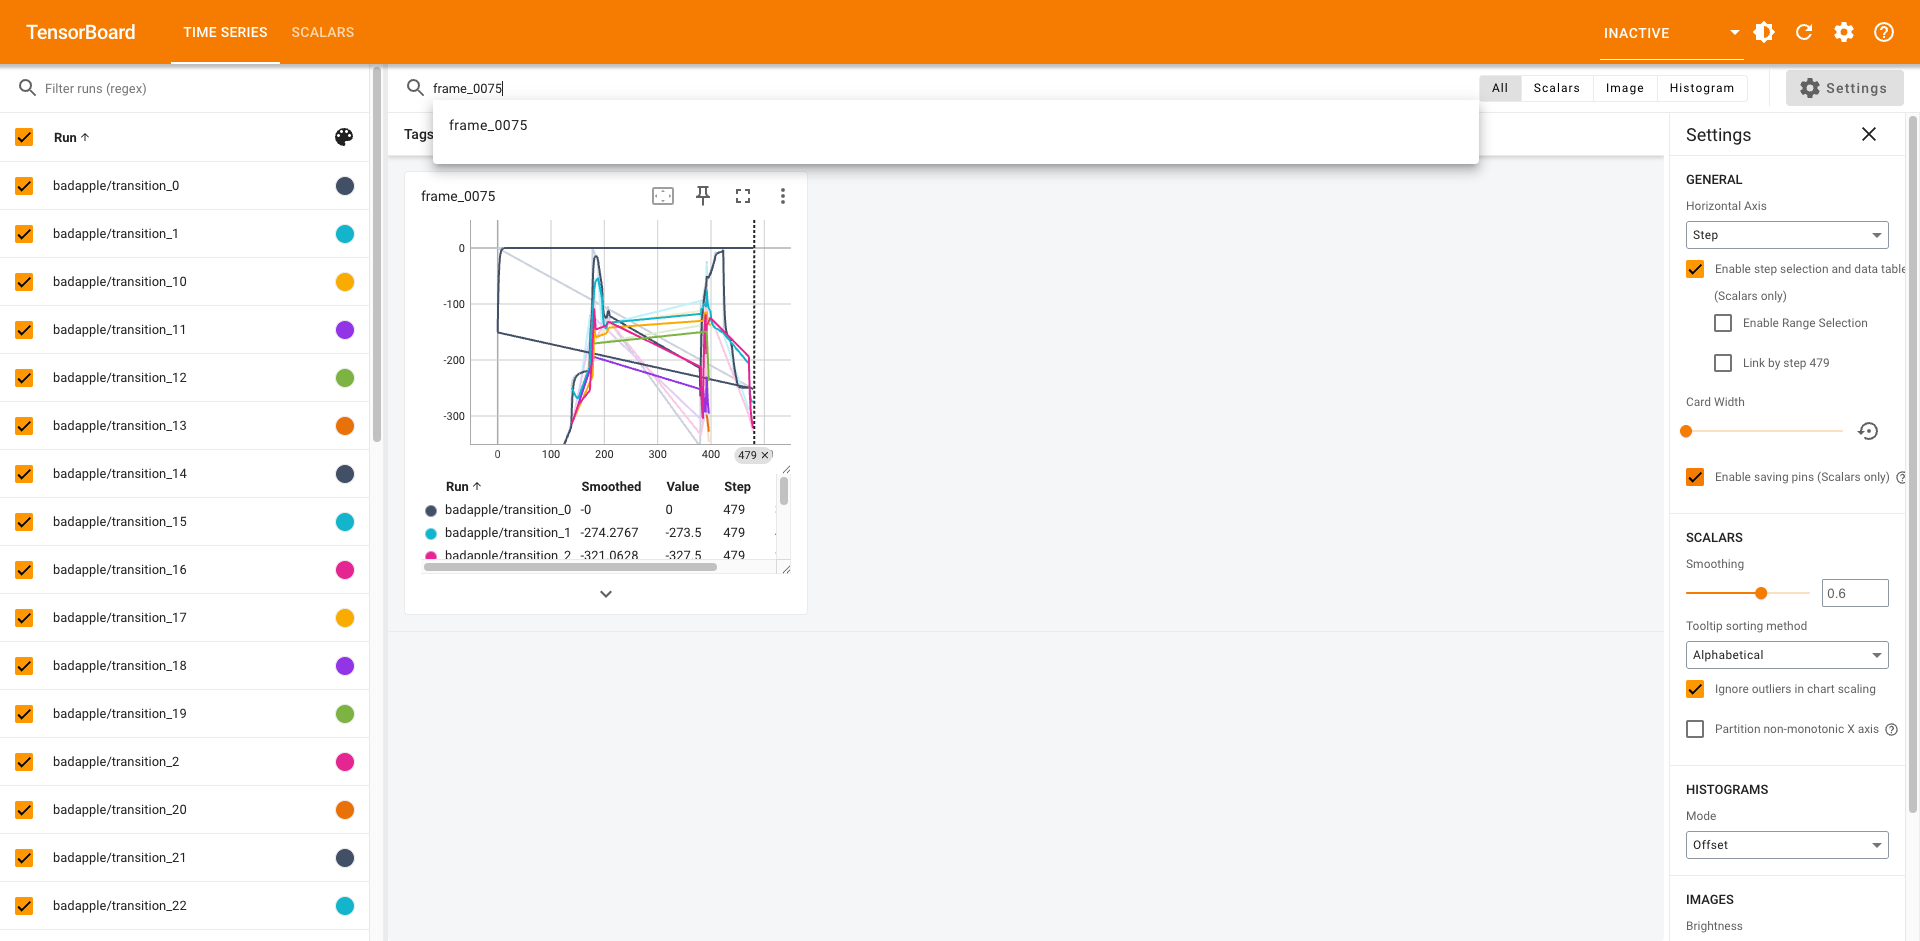 TensorBoard
TIME SERIES
SCALARS
INACTIVE
Filter runs (regex)
Run
badapple/transition_0
badapple/transition_1
badapple/transition_10
badapple/transition_11
badapple/transition_12
badapple/transition_13
badapple/transition_14
badapple/transition_15
badapple/transition_16
badapple/transition_17
badapple/transition_18
badapple/transition_19
badapple/transition_2
badapple/transition_20
badapple/transition_21
badapple/transition_22
frame_0075
frame_0075
All
Scalars
Image
Histogram
Settings
Tags
frame_0075
0
-100
-200
-300
0 100 200 300 400 479
Run Smoothed Value Step
badapple/transition_0 -0 0 479
badapple/transition_1 -274.2767 -273.5 479
badapple/transition_2 -321.0628 -327.5 479
Settings
GENERAL
Horizontal Axis
Step
Enable step selection and data table
(Scalars only)
Enable Range Selection
Link by step 479
Card Width
Enable saving pins (Scalars only)
SCALARS
Smoothing
0.6
Tooltip sorting method
Alphabetical
Ignore outliers in chart scaling
Partition non-monotonic X axis
HISTOGRAMS
Mode
Offset
IMAGES
Brightness